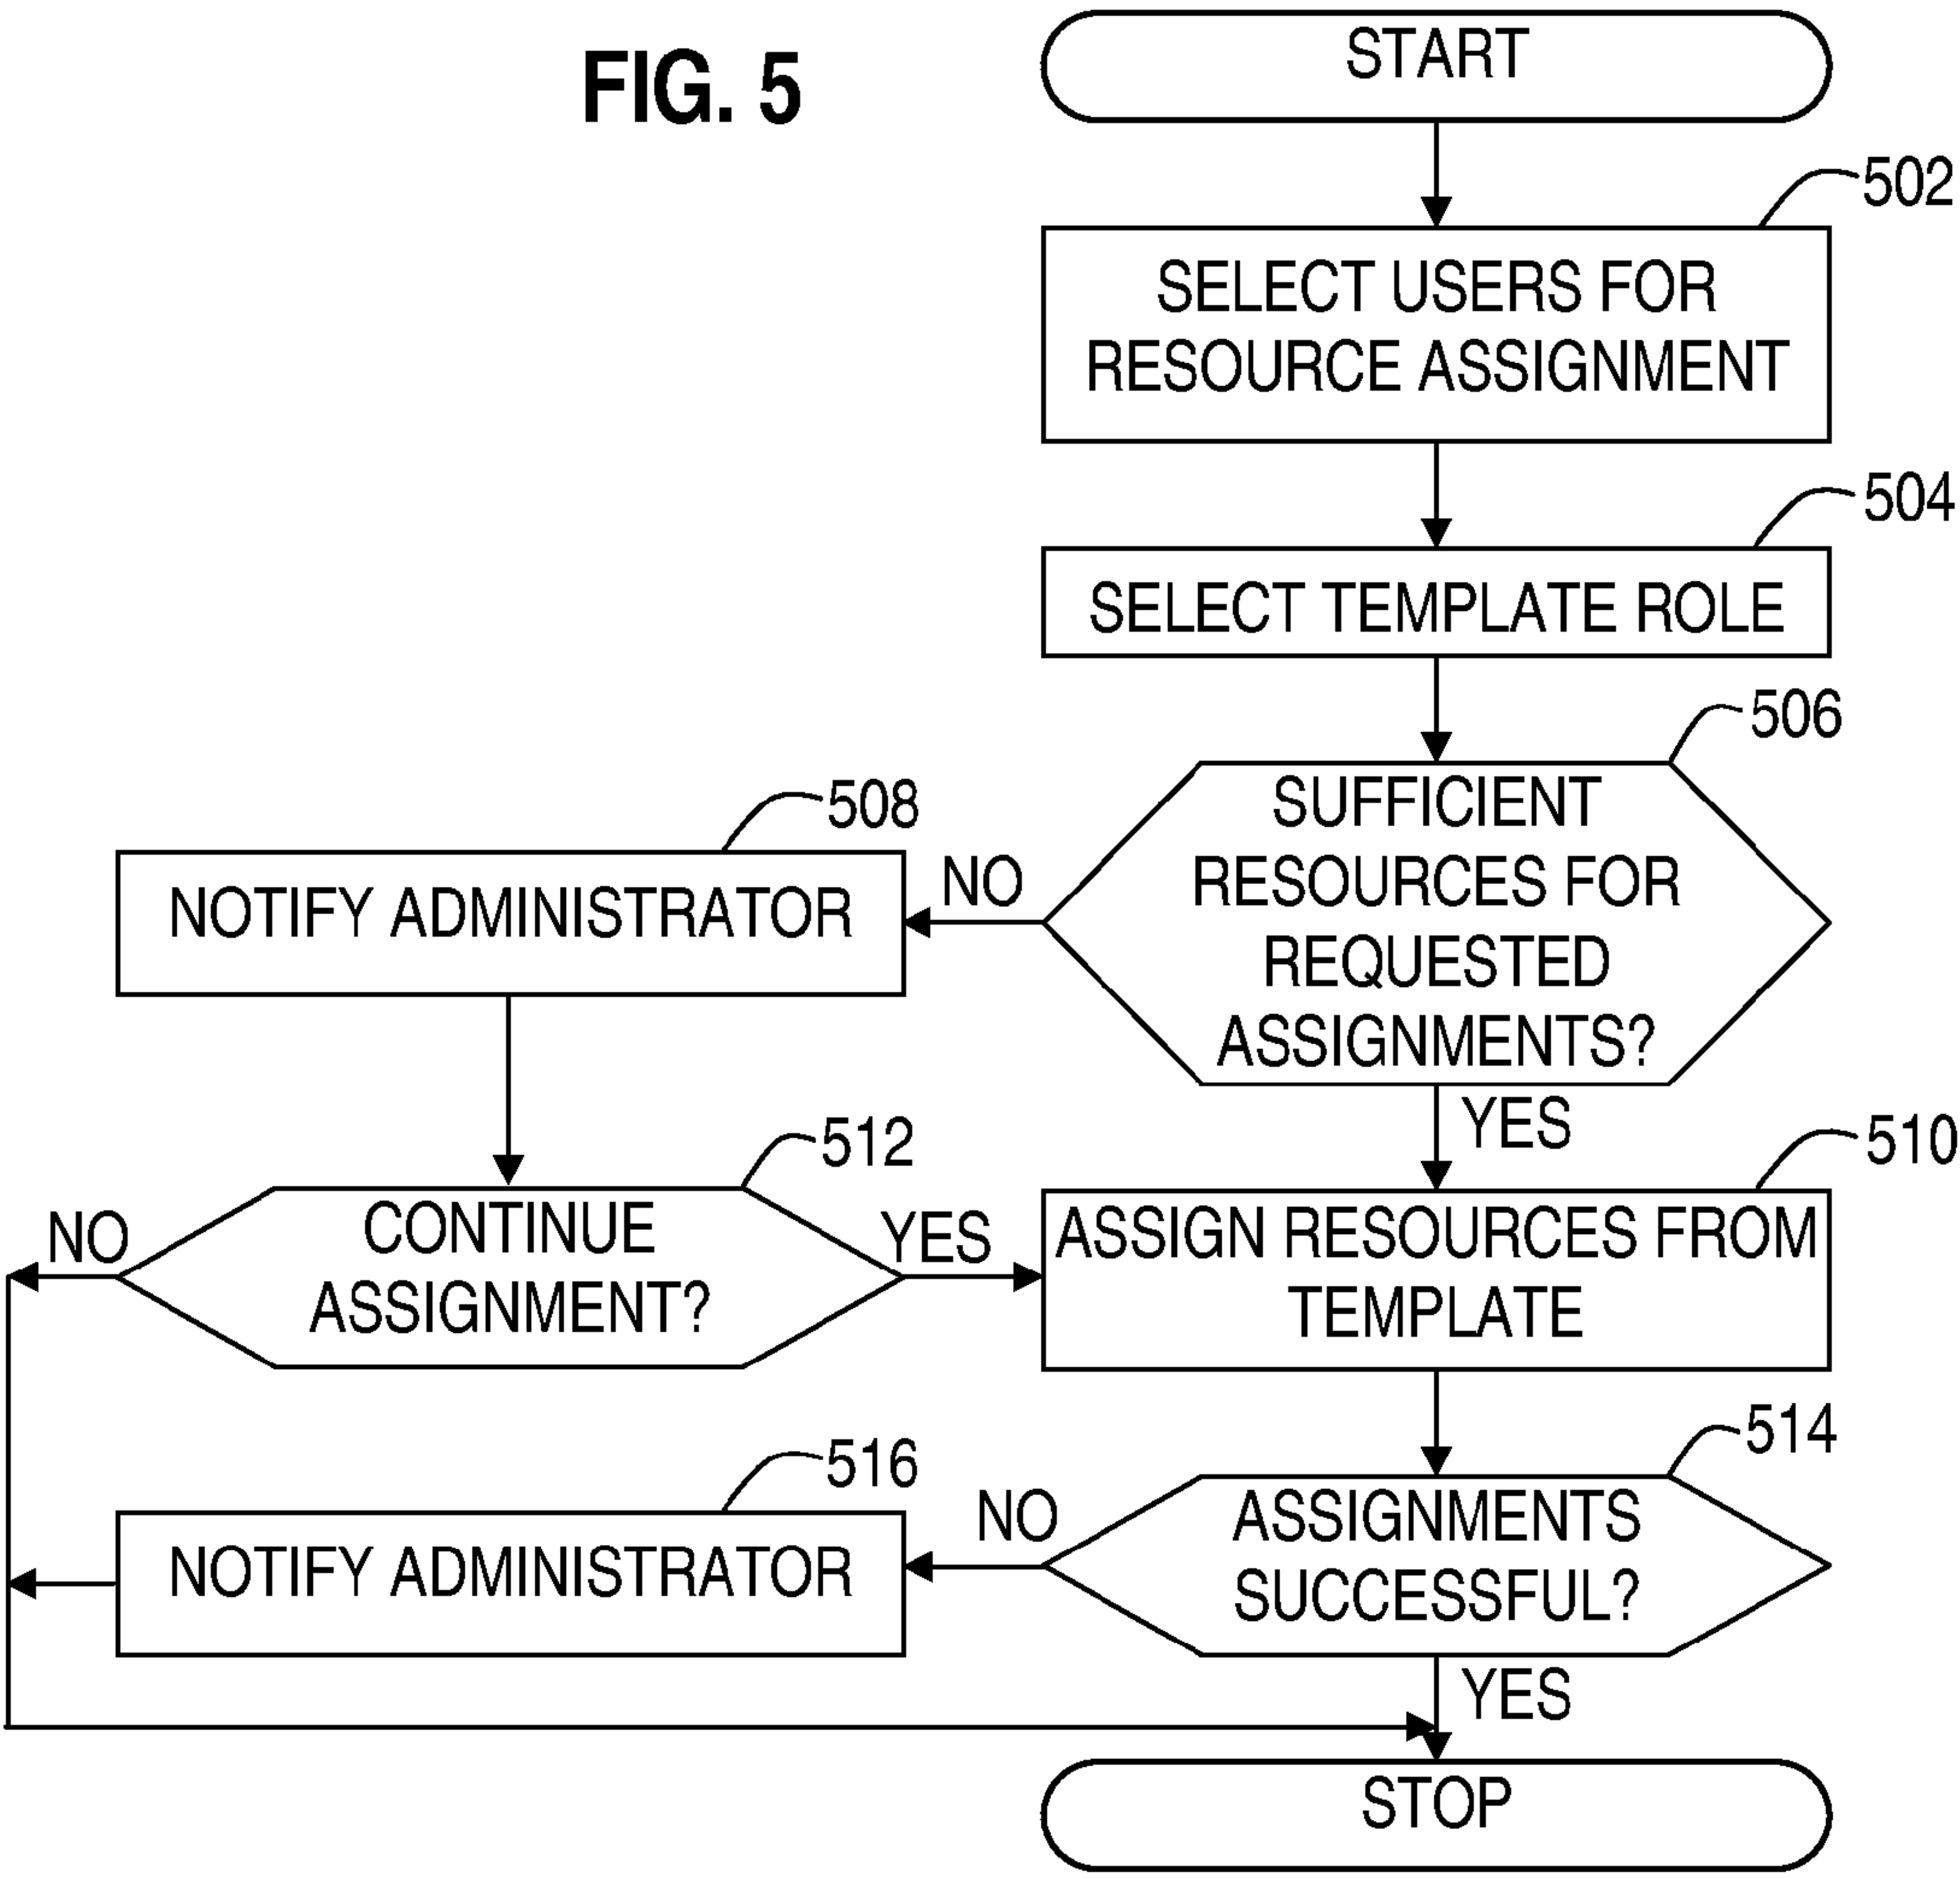 FIG. 5
START
502
SELECT USERS FOR
RESOURCE ASSIGNMENT
504
SELECT TEMPLATE ROLE
506
SUFFICIENT
RESOURCES FOR
REQUESTED
ASSIGNMENTS?
NO
508
NOTIFY ADMINISTRATOR
YES
512
CONTINUE
ASSIGNMENT?
NO
YES
510
ASSIGN RESOURCES FROM
TEMPLATE
514
ASSIGNMENTS
SUCCESSFUL?
NO
516
NOTIFY ADMINISTRATOR
YES
STOP